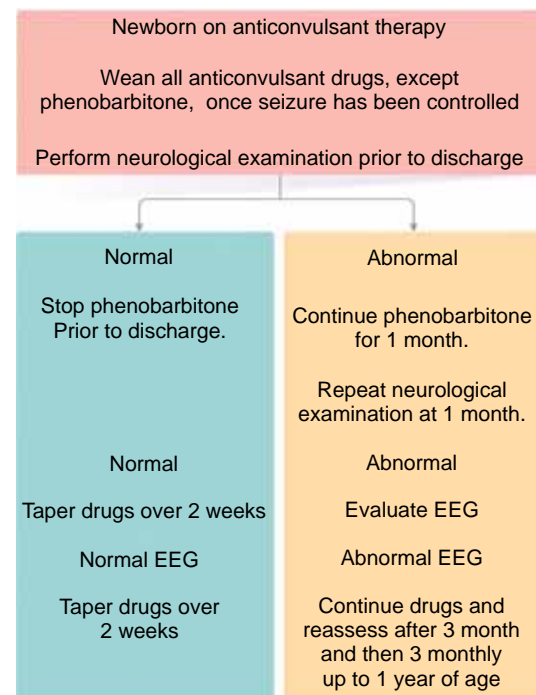 Newborn on anticonvulsant therapy
Wean all anticonvulsant drugs, except
phenobarbitone, once seizure has been controlled
Perform neurological examination prior to discharge
Normal
Stop phenobarbitone
Prior to discharge.
Abnormal
Continue phenobarbitone
for 1 month.
Repeat neurological
examination at 1 month.
Normal
Taper drugs over 2 weeks
Abnormal
Evaluate EEG
Normal EEG
Taper drugs over
2 weeks
Abnormal EEG
Continue drugs and
reassess after 3 month
and then 3 monthly
up to 1 year of age